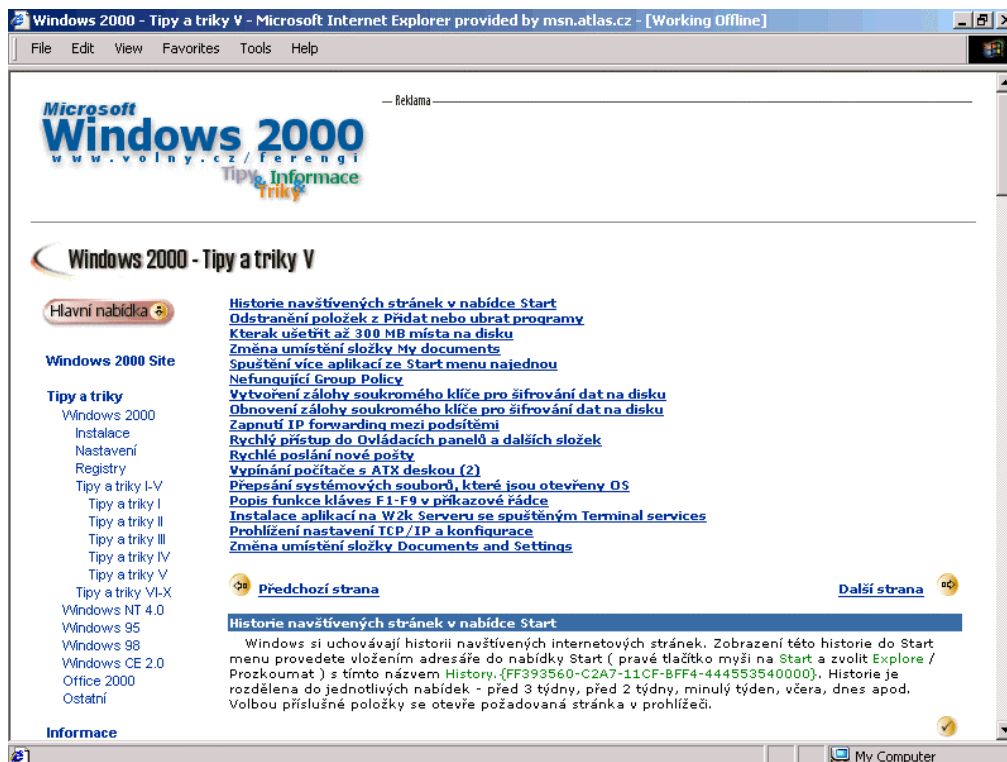 Windows 2000 - Tipy a triky V - Microsoft Internet Explorer provided by msn.atlas.cz - [Working Offline]
File Edit View Favorites Tools Help
Reklama
Microsoft
Windows 2000
www.volny.cz/ferengi
Tipy & Informace
& Triky
Windows 2000 - Tipy a triky V
Hlavní nabídka
Windows 2000 Site
Tipy a triky
Windows 2000
Instalace
Nastavení
Registry
Tipy a triky I-V
Tipy a triky I
Tipy a triky II
Tipy a triky III
Tipy a triky IV
Tipy a triky V
Tipy a triky VI-X
Windows NT 4.0
Windows 95
Windows 98
Windows CE 2.0
Office 2000
Ostatní
Informace
Historie navštívených stránek v nabídce Start
Odstranění položek z Přidat nebo ubrat programy
Kterak ušetřit až 300 MB místa na disku
Změna umístění složky My documents
Spuštění více aplikací ze Start menu najednou
Nefungující Group Policy
Vytvoření zálohy soukromého klíče pro šifrování dat na disku
Obnovení zálohy soukromého klíče pro šifrování dat na disku
Zapnutí IP forwarding mezi podsítěmi
Rychlý přístup do Ovládacích panelů a dalších složek
Rychlé poslání nové pošty
Vypínání počítače s ATX deskou (2)
Přepsání systémových souborů, které jsou otevřeny OS
Popis funkce kláves F1-F9 v příkazové řádce
Instalace aplikací na W2k Serveru se spuštěným Terminal services
Prohlížení nastavení TCP/IP a konfigurace
Změna umístění složky Documents and Settings
Předchozí strana
Další strana
Historie navštívených stránek v nabídce Start
Windows si uchovávají historii navštívených internetových stránek. Zobrazení této historie do Start
menu provedete vložením adresáře do nabídky Start ( pravé tlačítko myši na Start a zvolit Explore /
Prozkoumat ) s tímto názvem History.{FF393560-C2A7-11CF-BFF4-444553540000}. Historie je
rozdělena do jednotlivých nabídek - před 3 týdny, před 2 týdny, minulý týden, včera, dnes apod.
Volbou příslušné položky se otevře požadovaná stránka v prohlížeči.
My Computer